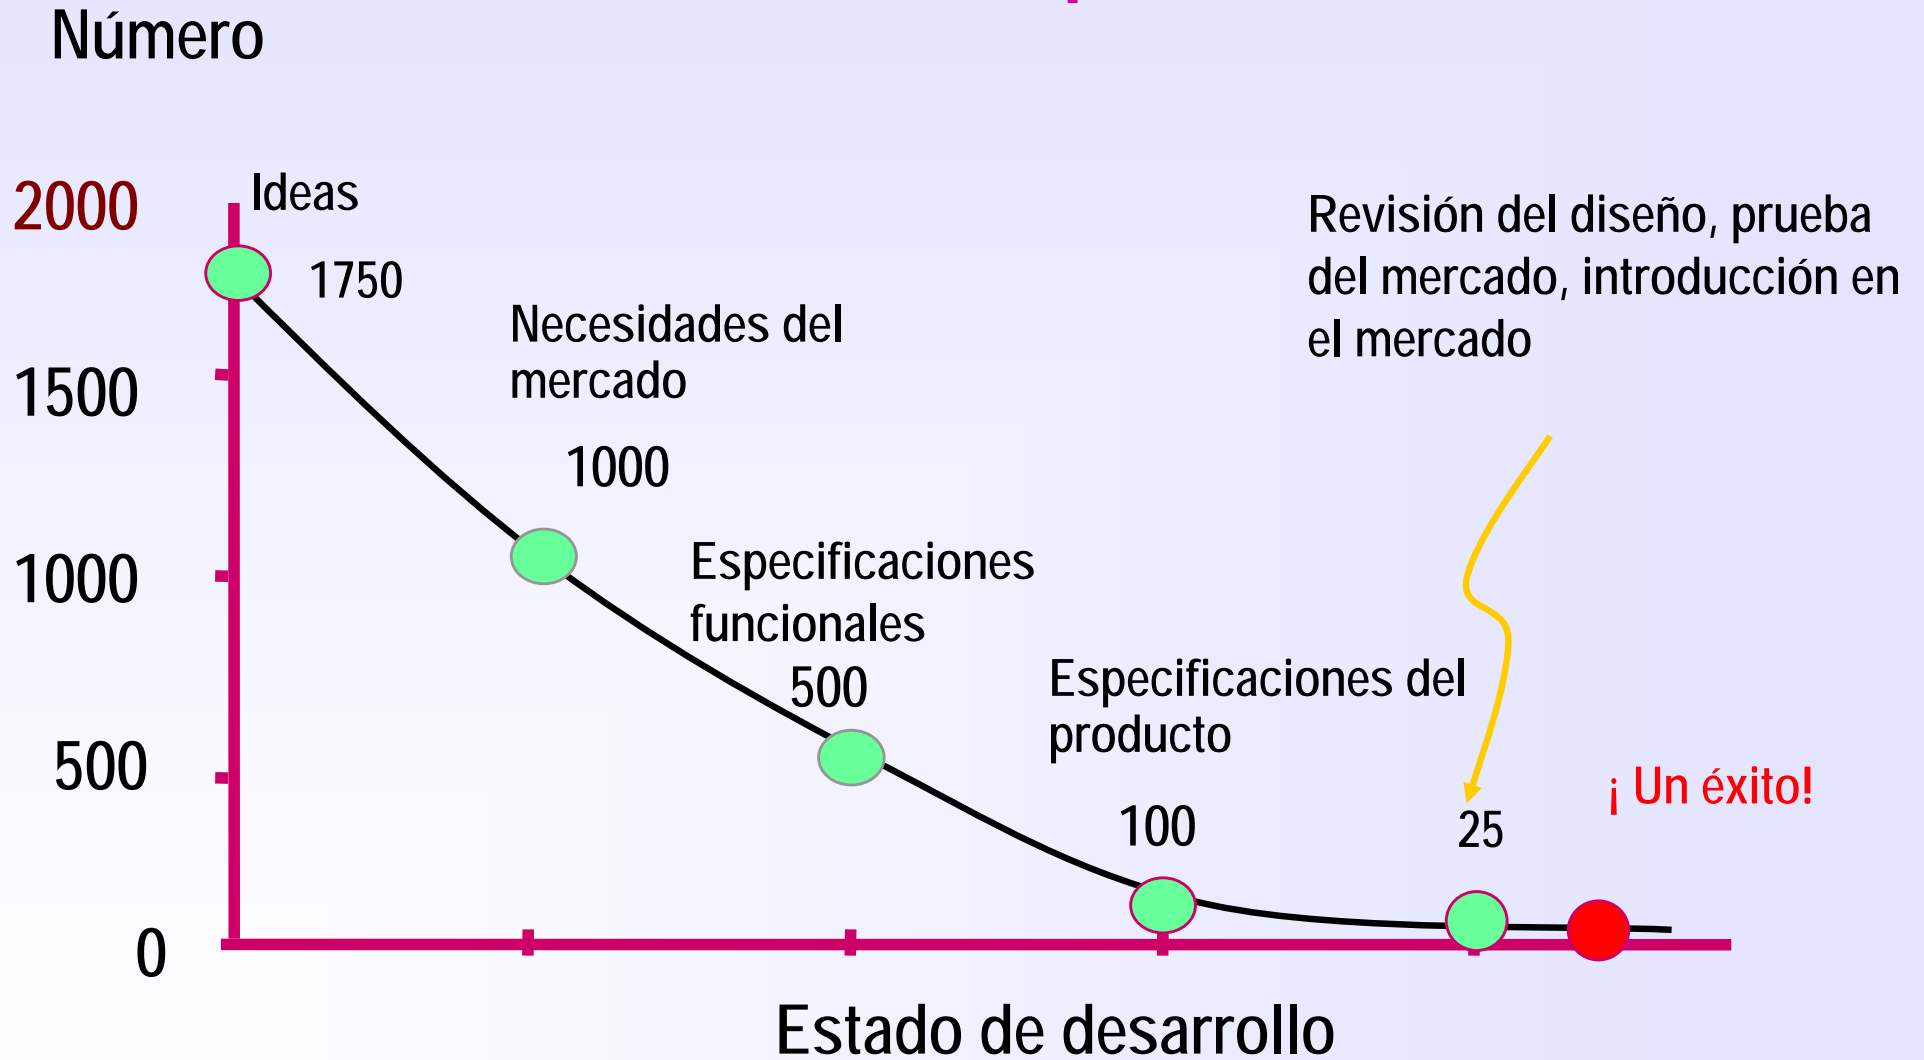 Número
2000
Ideas
1750
Revisión del diseño, prueba
del mercado, introducción en
el mercado
Necesidades del
mercado
1500
1000
1000
Especificaciones
funcionales
500
Especificaciones del
producto
500
100
25
¡ Un éxito!
0
Estado de desarrollo